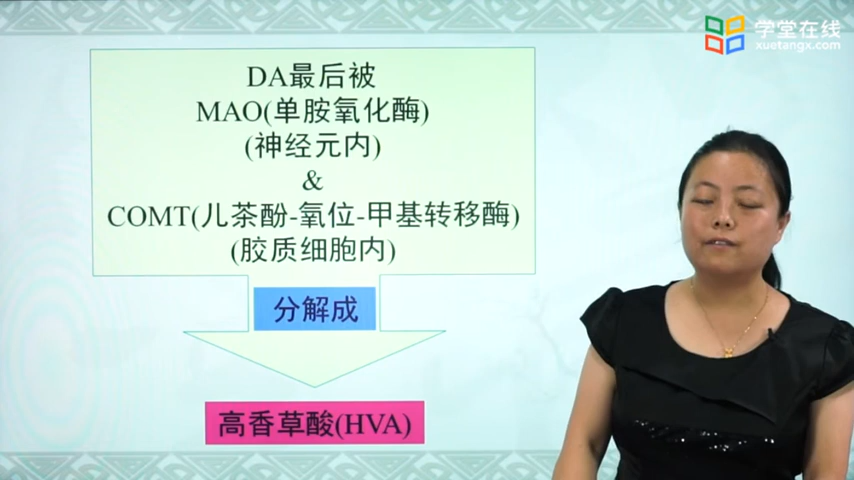 学堂在线
xuetangx.com
DA最后被
MAO(单胺氧化酶)
(神经元内)
&
COMT(儿茶酚-氧位-甲基转移酶)
(胶质细胞内)
分解成
高香草酸(HVA)